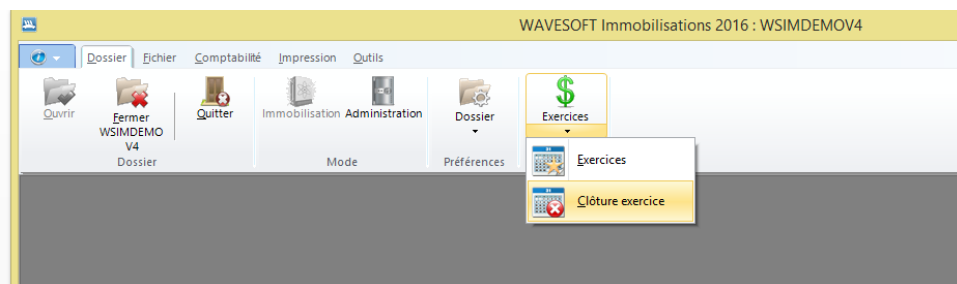 WAVESOFT Immobilisations 2016 : WSIMDEMOV4
Dossier Fichier Comptabilité Impression Outils
Ouvrir
Fermer
WSIMDEMO
V4
Quitter
Immobilisation Administration
Dossier
Exercices
Dossier
Mode
Préférences
Exercices
Clôture exercice